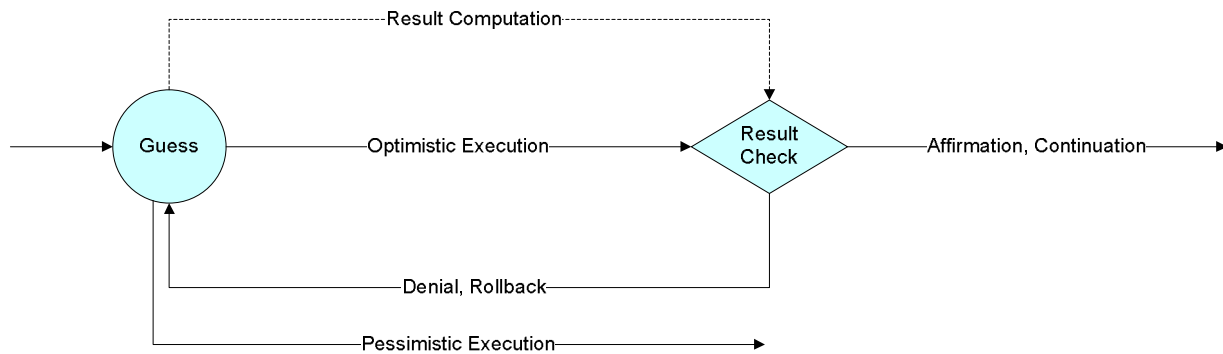 Result Computation
Guess
Optimistic Execution
Result
Check
Affirmation, Continuation
Denial, Rollback
Pessimistic Execution